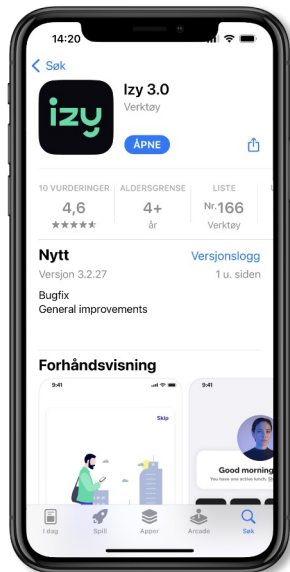 14:20
Søk
izy
Izy 3.0
Verktøy
ÅPNE
10 VURDERINGER
4,6
ALDERSGRENSE
4+
år
LISTE
Nr.166
Verktøy
Nytt
Versjonslogg
Versjon 3.2.27
1 u. siden
Bugfix
General improvements
Forhåndsvisning
9:41
Skip
9:41
Good morning
You have one active lunch.
I dag
Spill
Apper
Arcade
Søk